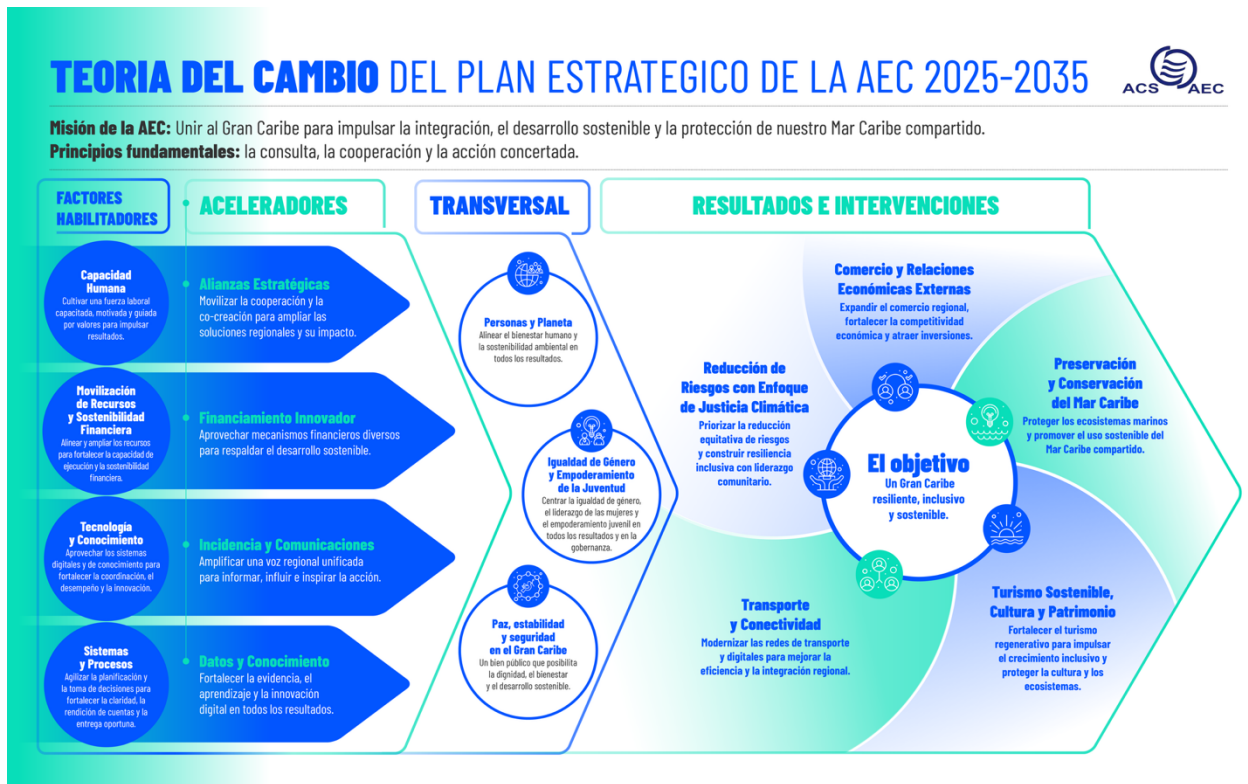 TEORIA DEL CAMBIO DEL PLAN ESTRATEGICO DE LA AEC 2025-2035
ACS AEC
Misión de la AEC: Unir al Gran Caribe para impulsar la integración, el desarrollo sostenible y la protección de nuestro Mar Caribe compartido.
Principios fundamentales: la consulta, la cooperación y la acción concertada.
FACTORES
HABILITADORES
Capacidad
Humana
Cultivar una fuerza laboral
capacitada, motivada y guiada
por valores para impulsar
resultados.
Movilización
de Recursos
y Sostenibilidad
Financiera
Alinear y ampliar los recursos
para fortalecer la capacidad de
ejecución y la sostenibilidad
financiera.
Tecnología
y Conocimiento
Aprovechar los sistemas
digitales y de conocimiento para
fortalecer la coordinación, el
desempeño y la innovación.
Sistemas
y Procesos
Agilizar la planificación y
la toma de decisiones para
fortalecer la claridad, la
rendición de cuentas y la
entrega oportuna.
ACELERADORES
Alianzas Estratégicas
Movilizar la cooperación y la
co-creación para ampliar las
soluciones regionales y su impacto.
Financiamiento Innovador
Aprovechar mecanismos financieros diversos
para respaldar el desarrollo sostenible.
Incidencia y Comunicaciones
Amplificar una voz regional unificada
para informar, influir e inspirar la acción.
Datos y Conocimiento
Fortalecer la evidencia, el
aprendizaje y la innovación
digital en todos los resultados.
TRANSVERSAL
Personas y Planeta
Alinear el bienestar humano y
la sostenibilidad ambiental en
todos los resultados.
Igualdad de Género
y Empoderamiento
de la Juventud
Centrar la igualdad de género,
el liderazgo de las mujeres y
el empoderamiento juvenil en
todos los resultados y en la
gobernanza.
Paz, estabilidad
y seguridad
en el Gran Caribe
Un bien público que posibilita
la dignidad, el bienestar
y el desarrollo sostenible.
RESULTADOS E INTERVENCIONES
Comercio y Relaciones
Económicas Externas
Expandir el comercio regional,
fortalecer la competitividad
económica y atraer inversiones.
Reducción de
Riesgos con Enfoque
de Justicia Climática
Priorizar la reducción
equitativa de riesgos
y construir resiliencia
inclusiva con liderazgo
comunitario.
Preservación
y Conservación
del Mar Caribe
Proteger los ecosistemas marinos
y promover el uso sostenible del
Mar Caribe compartido.
El objetivo
Un Gran Caribe
resiliente, inclusivo
y sostenible.
Transporte
y Conectividad
Modernizar las redes de transporte
y digitales para mejorar la
eficiencia y la integración regional.
Turismo Sostenible,
Cultura y Patrimonio
Fortalecer el turismo
regenerativo para impulsar
el crecimiento inclusivo y
proteger la cultura y los
ecosistemas.